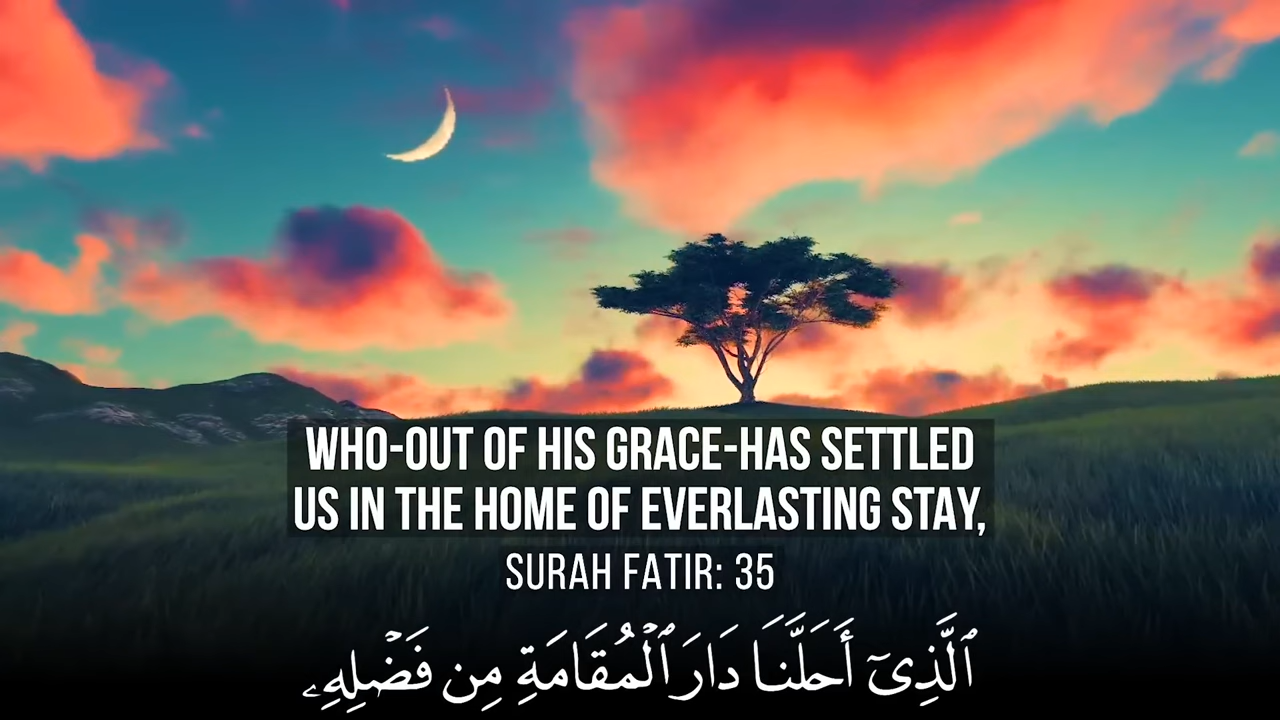 WHO-OUT OF HIS GRACE-HAS SETTLED
US IN THE HOME OF EVERLASTING STAY,
SURAH FATIR: 35
ٱلَّذِىٓ أَحَلَّنَا دَارَ ٱلْمُقَامَةِ مِن فَضْلِهِۦ